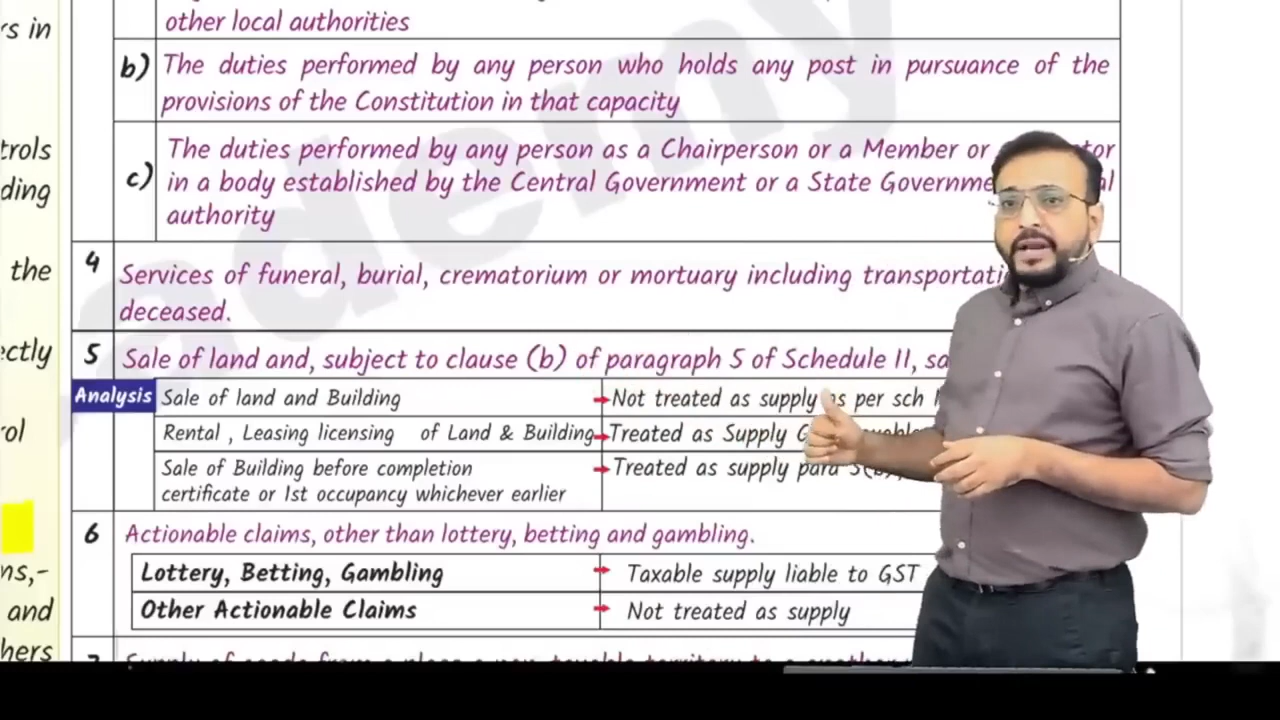 rs in
trols
ding
the
ectly
rol
ns,-
and
hers
other local authorities
b) The duties performed by any person who holds any post in pursuance of the
provisions of the Constitution in that capacity
c) The duties performed by any person as a Chairperson or a Member or
in a body established by the Central Government or a State
authority
4 Services of funeral, burial, crematorium or mortuary including
deceased.
5 Sale of land and, subject to clause (b) of paragraph 5 of Schedule II,
Analysis Sale of land and Building Not treated as supply as per sch
Rental , Leasing licensing of Land & Building Treated as Supply
Sale of Building before completion Treated as supply para
certificate or 1st occupancy whichever earlier
6 Actionable claims, other than lottery, betting and gambling.
Lottery, Betting, Gambling Taxable supply liable to GST
Other Actionable Claims Not treated as supply
ademy